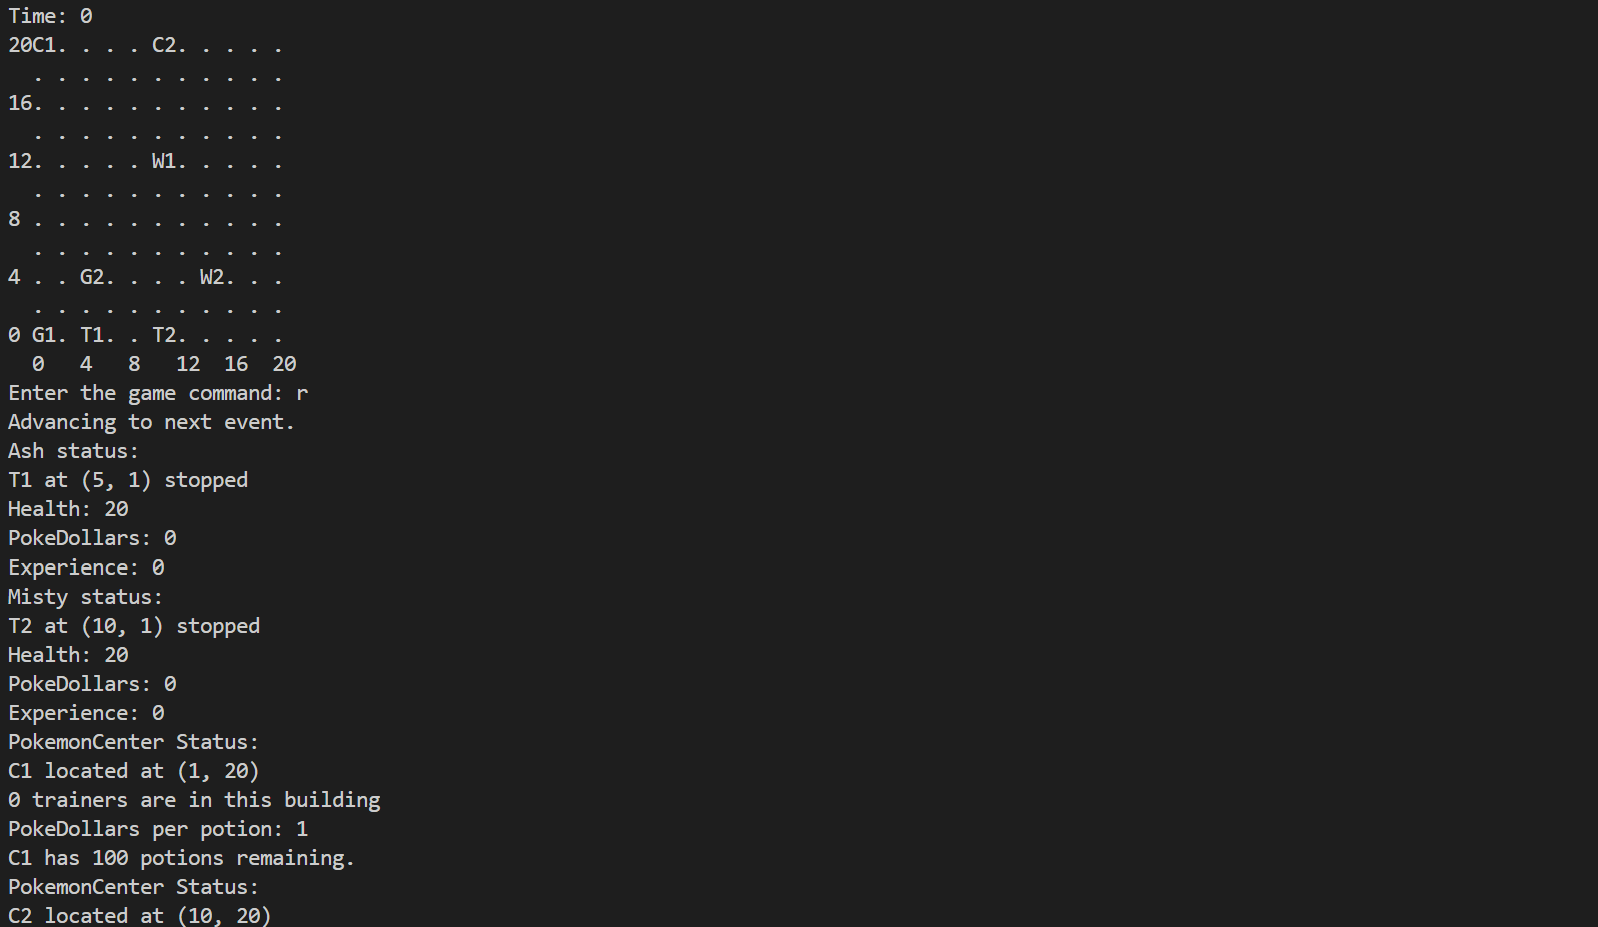 Time: 0
20C1. . . . C2. . . . .
  . . . . . . . . . . .
16. . . . . . . . . . .
  . . . . . . . . . . .
12. . . . . W1. . . . .
  . . . . . . . . . . .
8 . . . . . . . . . . .
  . . . . . . . . . . .
4 . . G2. . . . W2. . .
  . . . . . . . . . . .
0 G1. T1. . T2. . . . .
  0   4   8   12  16  20
Enter the game command: r
Advancing to next event.
Ash status:
T1 at (5, 1) stopped
Health: 20
PokeDollars: 0
Experience: 0
Misty status:
T2 at (10, 1) stopped
Health: 20
PokeDollars: 0
Experience: 0
PokemonCenter Status:
C1 located at (1, 20)
0 trainers are in this building
PokeDollars per potion: 1
C1 has 100 potions remaining.
PokemonCenter Status:
C2 located at (10, 20)